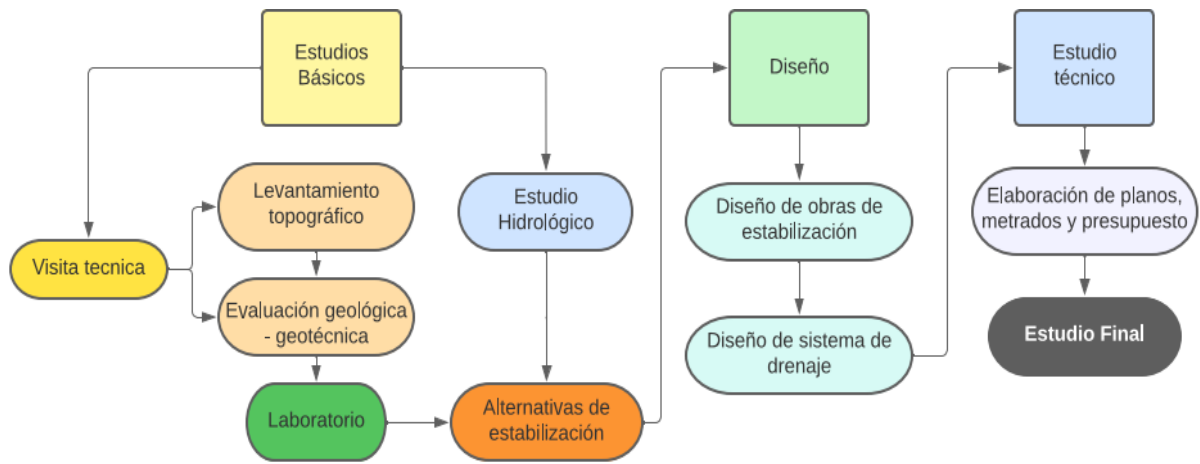 Estudios
Básicos
Diseño
Estudio
técnico
Levantamiento
topográfico
Estudio
Hidrológico
Visita tecnica
Evaluación geológica
- geotécnica
Laboratorio
Alternativas de
estabilización
Diseño de obras de
estabilización
Diseño de sistema de
drenaje
Elaboración de planos,
metrados y presupuesto
Estudio Final